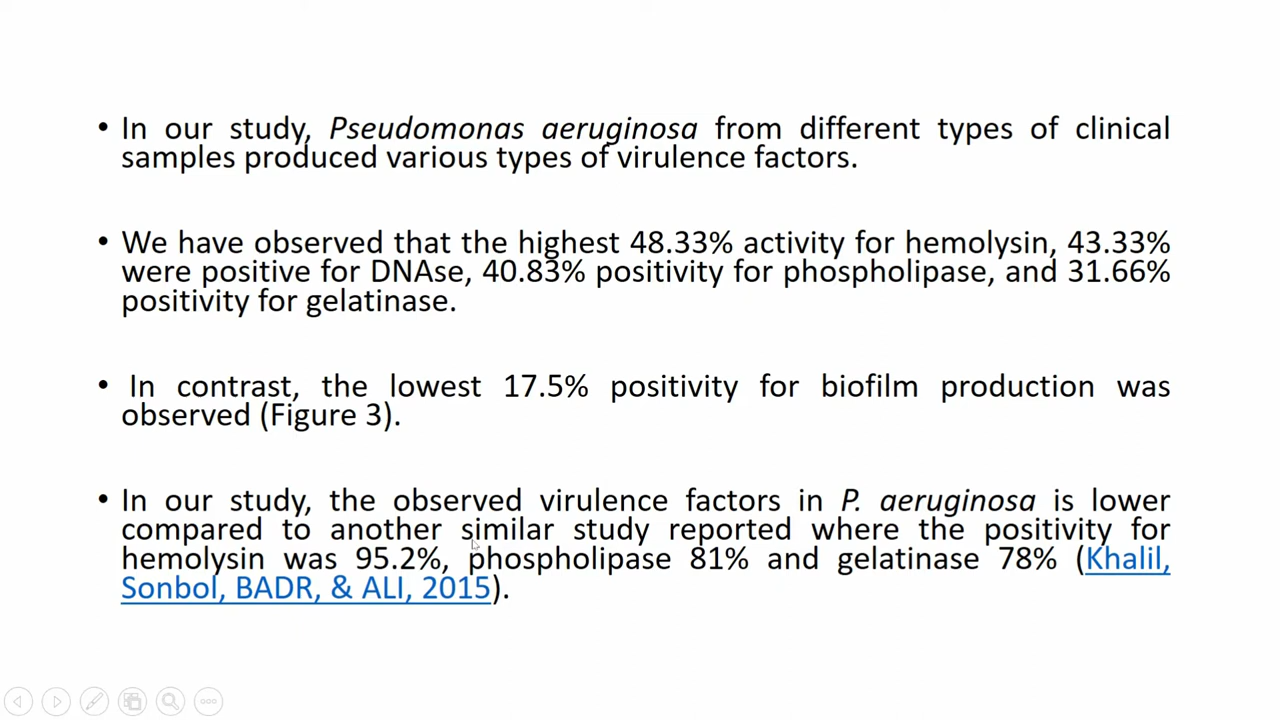 • In our study, Pseudomonas aeruginosa from different types of clinical
samples produced various types of virulence factors.
• We have observed that the highest 48.33% activity for hemolysin, 43.33%
were positive for DNAse, 40.83% positivity for phospholipase, and 31.66%
positivity for gelatinase.
• In contrast, the lowest 17.5% positivity for biofilm production was
observed (Figure 3).
• In our study, the observed virulence factors in P. aeruginosa is lower
compared to another similar study reported where the positivity for
hemolysin was 95.2%, phospholipase 81% and gelatinase 78% (Khalil,
Sonbol, BADR, & ALI, 2015).